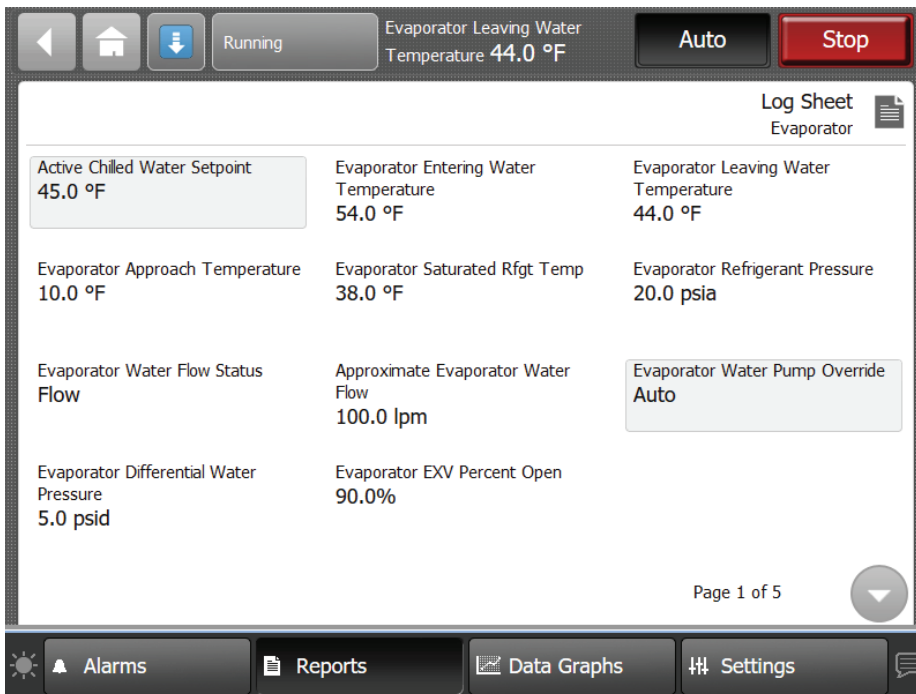 Running
Evaporator Leaving Water
Temperature 44.0 °F
Auto
Stop
Log Sheet
Evaporator
Active Chilled Water Setpoint
45.0 °F
Evaporator Entering Water
Temperature
54.0 °F
Evaporator Leaving Water
Temperature
44.0 °F
Evaporator Approach Temperature
10.0 °F
Evaporator Saturated Rfgt Temp
38.0 °F
Evaporator Refrigerant Pressure
20.0 psia
Evaporator Water Flow Status
Flow
Approximate Evaporator Water
Flow
100.0 lpm
Evaporator Water Pump Override
Auto
Evaporator Differential Water
Pressure
5.0 psid
Evaporator EXV Percent Open
90.0%
Page 1 of 5
Alarms
Reports
Data Graphs
Settings